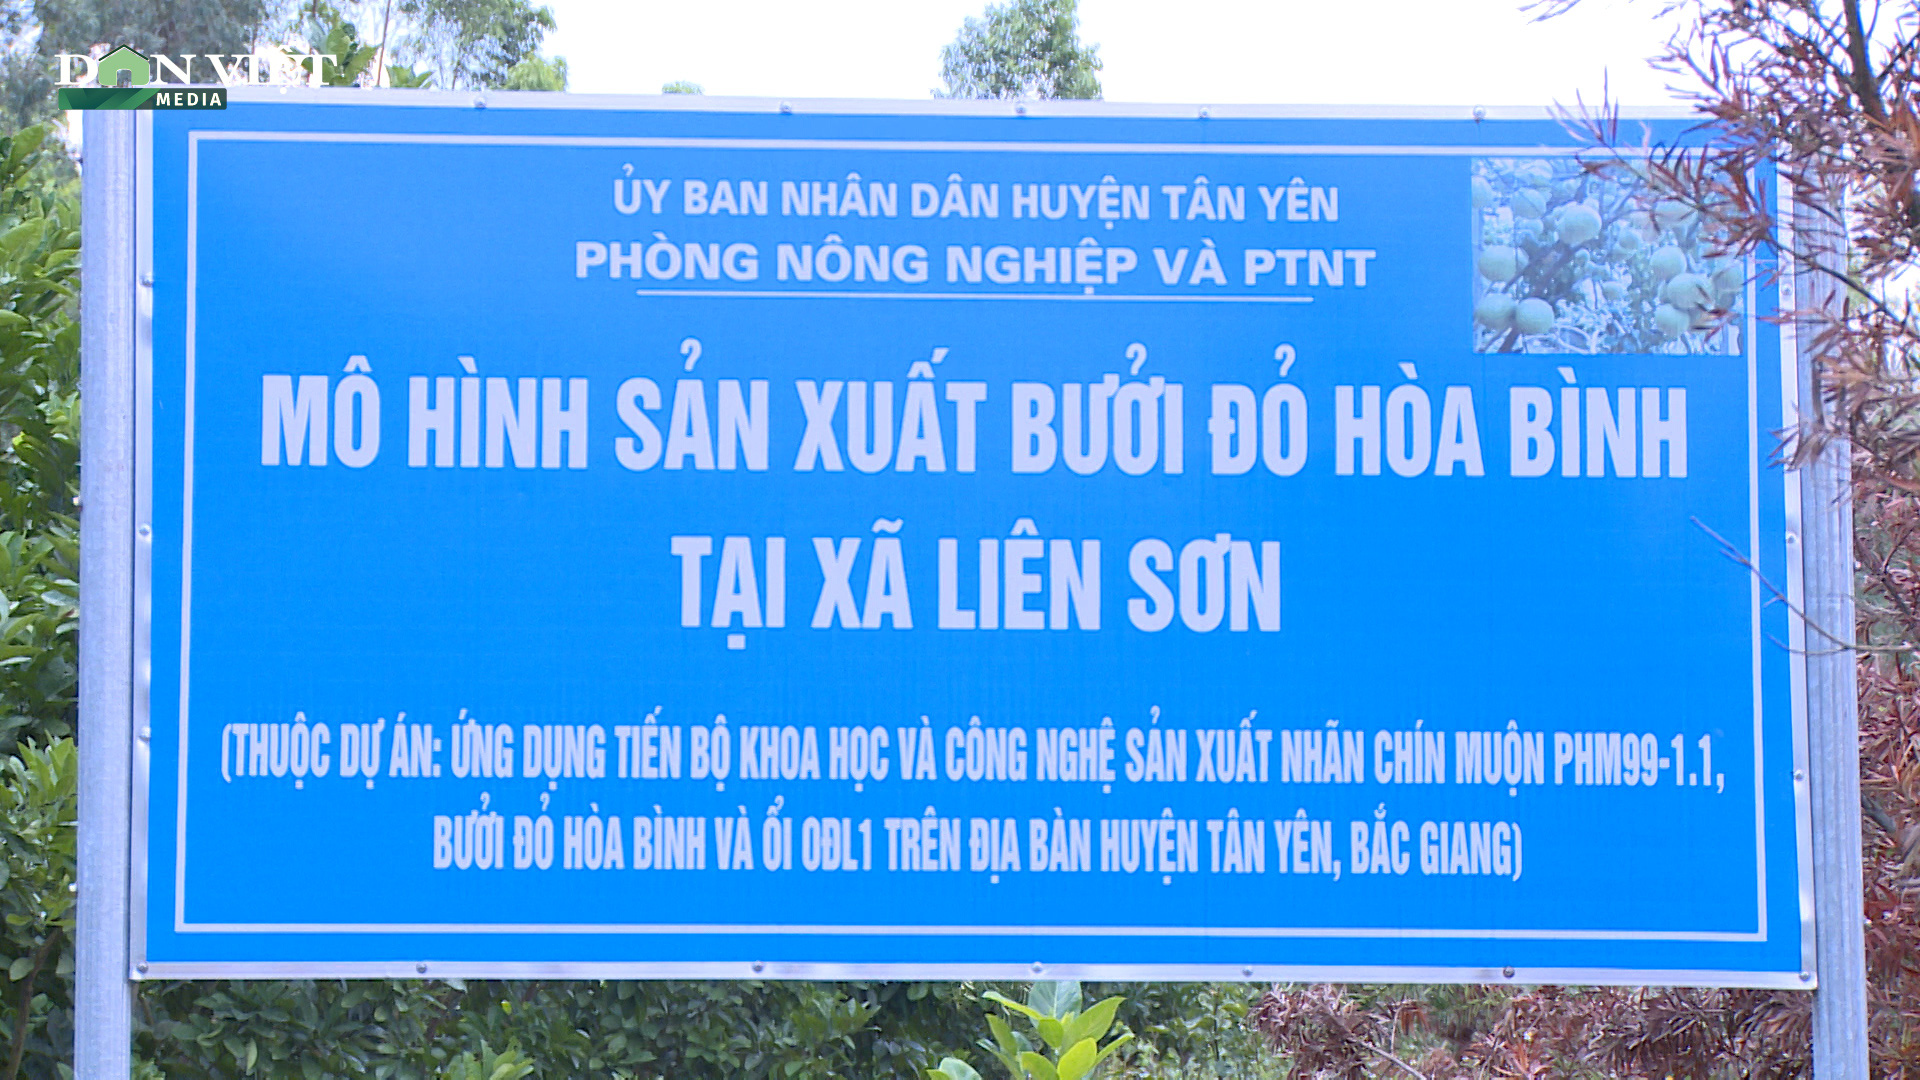 DÂN VIỆT
MEDIA
ỦY BAN NHÂN DÂN HUYỆN TÂN YÊN
PHÒNG NÔNG NGHIỆP VÀ PTNT
MÔ HÌNH SẢN XUẤT BƯỞI ĐỎ HÒA BÌNH
TẠI XÃ LIÊN SƠN
(THUỘC DỰ ÁN: ỨNG DỤNG TIẾN BỘ KHOA HỌC VÀ CÔNG NGHỆ SẢN XUẤT NHÃN CHÍN MUỘN PHM99-1.1,
BƯỞI ĐỎ HÒA BÌNH VÀ ỔI OĐL1 TRÊN ĐỊA BÀN HUYỆN TÂN YÊN, BẮC GIANG)